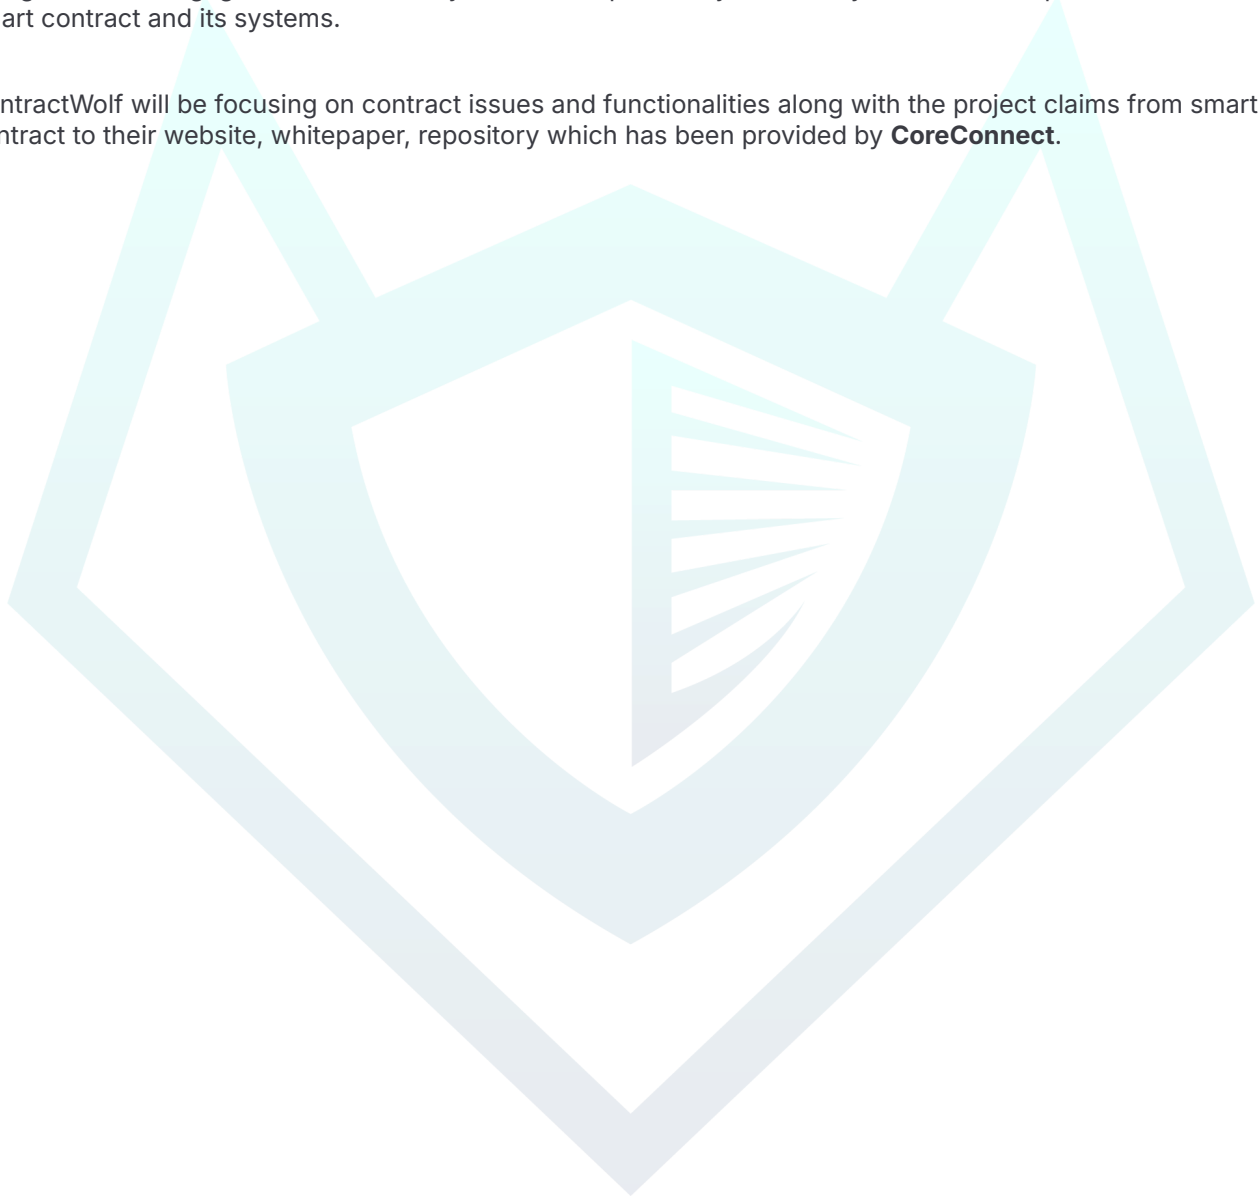 art contract and its systems.
ntractWolf will be focusing on contract issues and functionalities along with the project claims from smart
ntract to their website, whitepaper, repository which has been provided by CoreConnect.